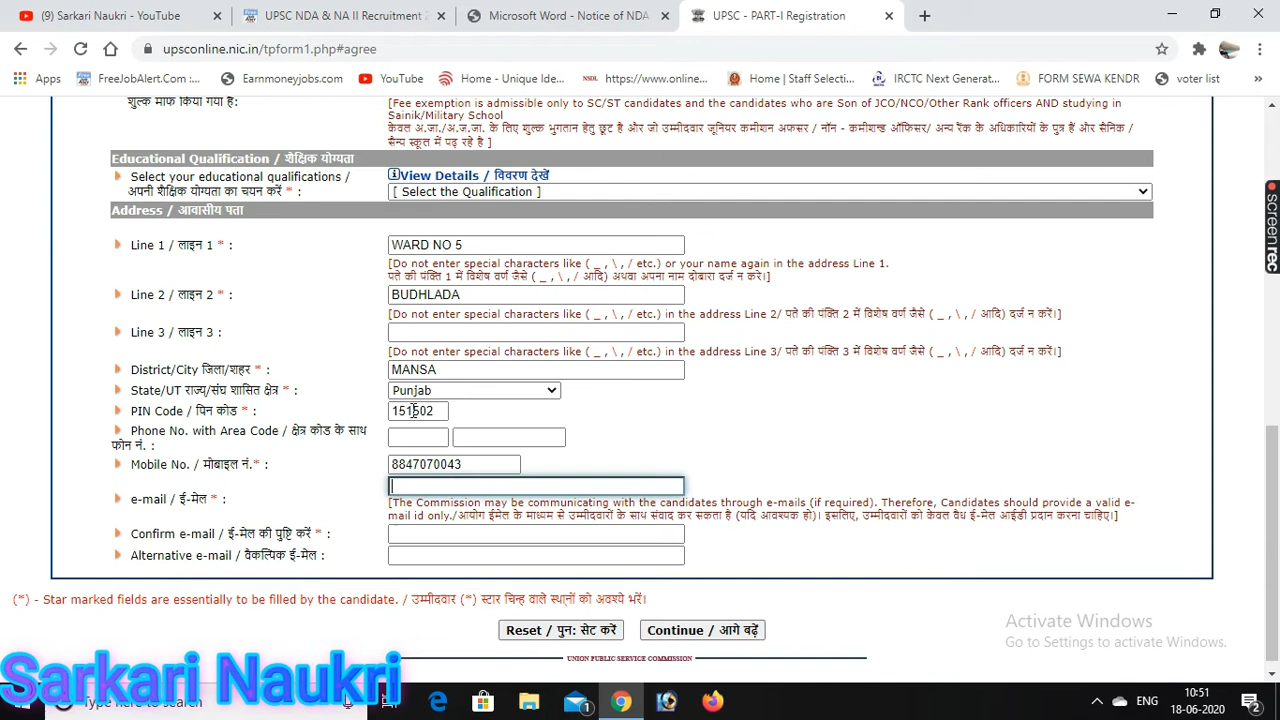 Sarkari Naukri - YouTube
UPSC NDA & NA II Recruitment 2
Microsoft Word - Notice of NDA
UPSC - PART-I Registration
upsconline.nic.in/tpform1.php#agree
Apps
FreeJobAlert.Com :...
Earnmoneyjobs.com
YouTube
Home - Unique Ide...
NSDL
https://www.online...
Home | Staff Selecti...
IRCTC Next Generat...
FORM SEWA KENDR
voter list
»
शुल्क माफ किया गया है:
[Fee exemption is admissible only to SC/ST candidates and the candidates who are Son of JCO/NCO/Other Rank officers AND studying in
Sainik/Military School
केवल अ.जा./अ.ज.जा. के लिए शुल्क भुगतान हेतु छूट है और जो उम्मीदवार जूनियर कमीशन अफसर / नॉन - कमीशन्ड ऑफिसर/ अन्य रैंक के अधिकारियों के पुत्र हैं और सैनिक /
सैन्य स्कूल में पढ़ रहे है ]
Educational Qualification / शैक्षिक योग्यता
Select your educational qualifications /
अपनी शैक्षिक योग्यता का चयन करें * :
View Details / विवरण देखें
[ Select the Qualification ]
Address / आवासीय पता
Line 1 / लाइन 1 * :
WARD NO 5
[Do not enter special characters like ( _ , \ , / etc.) or your name again in the address Line 1.
पते की पंक्ति 1 में विशेष वर्ण जैसे ( _ , \ , / आदि) अथवा अपना नाम दोबारा दर्ज न करें।]
Line 2 / लाइन 2 * :
BUDHLADA
[Do not enter special characters like ( _ , \ , / etc.) in the address Line 2/ पते की पंक्ति 2 में विशेष वर्ण जैसे ( _ , \ , / आदि) दर्ज न करें।]
Line 3 / लाइन 3 :
[Do not enter special characters like ( _ , \ , / etc.) in the address Line 3/ पते की पंक्ति 3 में विशेष वर्ण जैसे ( _ , \ , / आदि) दर्ज न करें।]
District/City जिला/शहर * :
MANSA
State/UT राज्य/संघ शासित क्षेत्र * :
Punjab
PIN Code / पिन कोड * :
151502
Phone No. with Area Code / क्षेत्र कोड के साथ
फोन नं. :
Mobile No. / मोबाइल नं.* :
8847070043
e-mail / ई-मेल * :
[The Commission may be communicating with the candidates through e-mails (if required). Therefore, Candidates should provide a valid e-
mail id only./आयोग ईमेल के माध्यम से उम्मीदवारों के साथ संवाद कर सकता है (यदि आवश्यक हो)। इसलिए, उम्मीदवारों को केवल वैध ई-मेल आईडी प्रदान करना चाहिए।]
Confirm e-mail / ई-मेल की पुष्टि करें * :
Alternative e-mail / वैकल्पिक ई-मेल :
(*) - Star marked fields are essentially to be filled by the candidate. / उम्मीदवार (*) स्टार चिन्ह वाले स्थानों को अवश्य भरें।
Reset / पुन: सेट करें
Continue / आगे बढ़ें
UNION PUBLIC SERVICE COMMISSION
Activate Windows
Go to Settings to activate Windows.
screenrec
Sarkari Naukri
Type here to search
1
ENG
10:51
18-06-2020
2